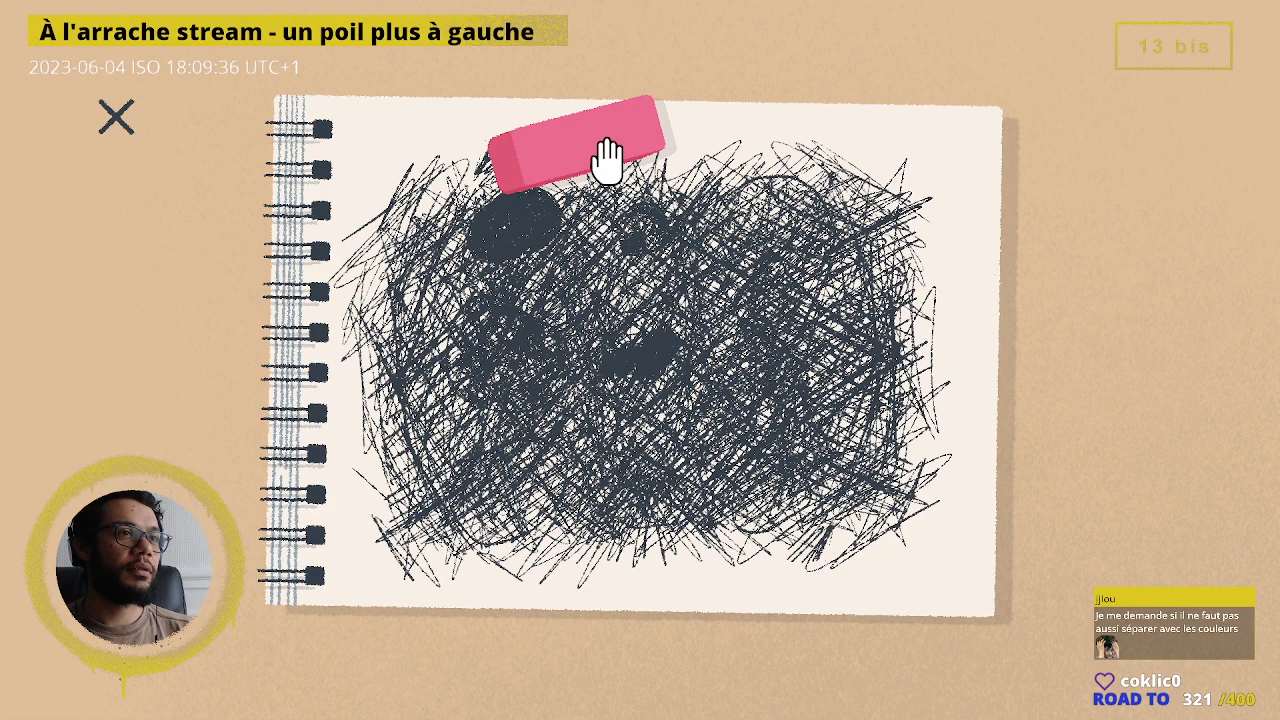 À l'arrache stream - un poil plus à gauche
2023-06-04 ISO 18:09:36 UTC+1
13 bis
jjlou
Je me demande si il ne faut pas
aussi séparer avec les couleurs
coklic0
ROAD TO 321 /400